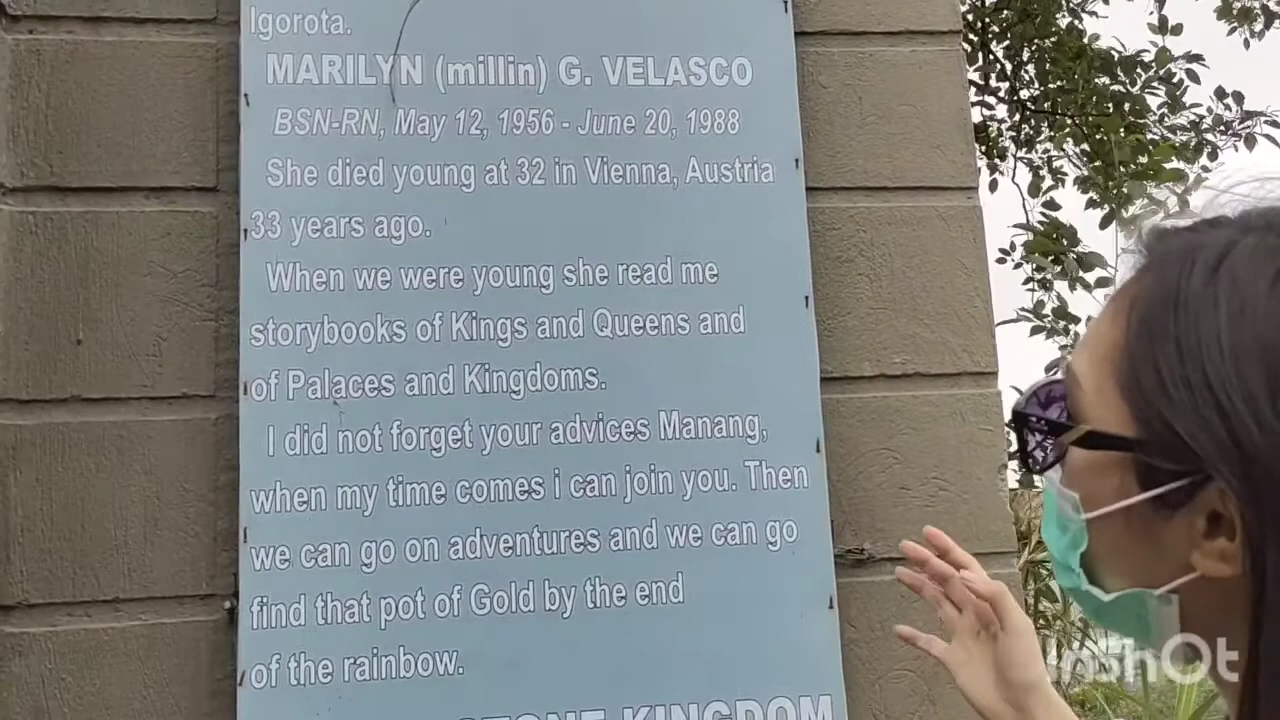 Igorota.
MARILYN (millin) G. VELASCO
BSN-RN, May 12, 1956 - June 20, 1988
She died young at 32 in Vienna, Austria
33 years ago.
When we were young she read me
storybooks of Kings and Queens and
of Palaces and Kingdoms.
I did not forget your advices Manang,
when my time comes i can join you. Then
we can go on adventures and we can go
find that pot of Gold by the end
of the rainbow.
STONE KINGDOM
InShOt